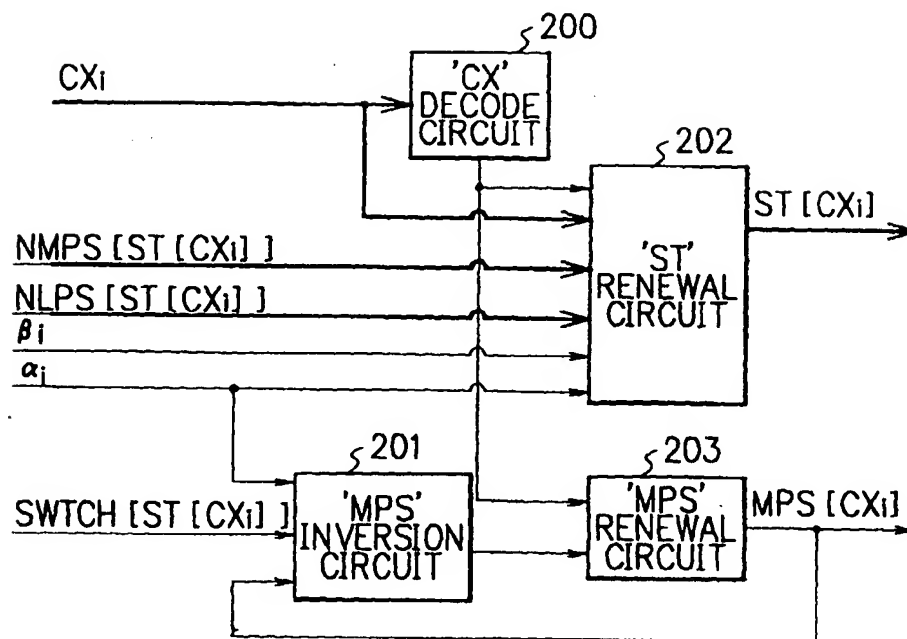 200
CXi
'CX'
DECODE
CIRCUIT
202
ST [CXi]
NMPS [ST [CXi] ]
'ST'
RENEWAL
CIRCUIT
NLPS [ST [CXi] ]
βi
αi
201
203
'MPS'
INVERSION
CIRCUIT
'MPS'
RENEWAL
CIRCUIT
MPS [CXi]
SWTCH [ST [CXi] ]